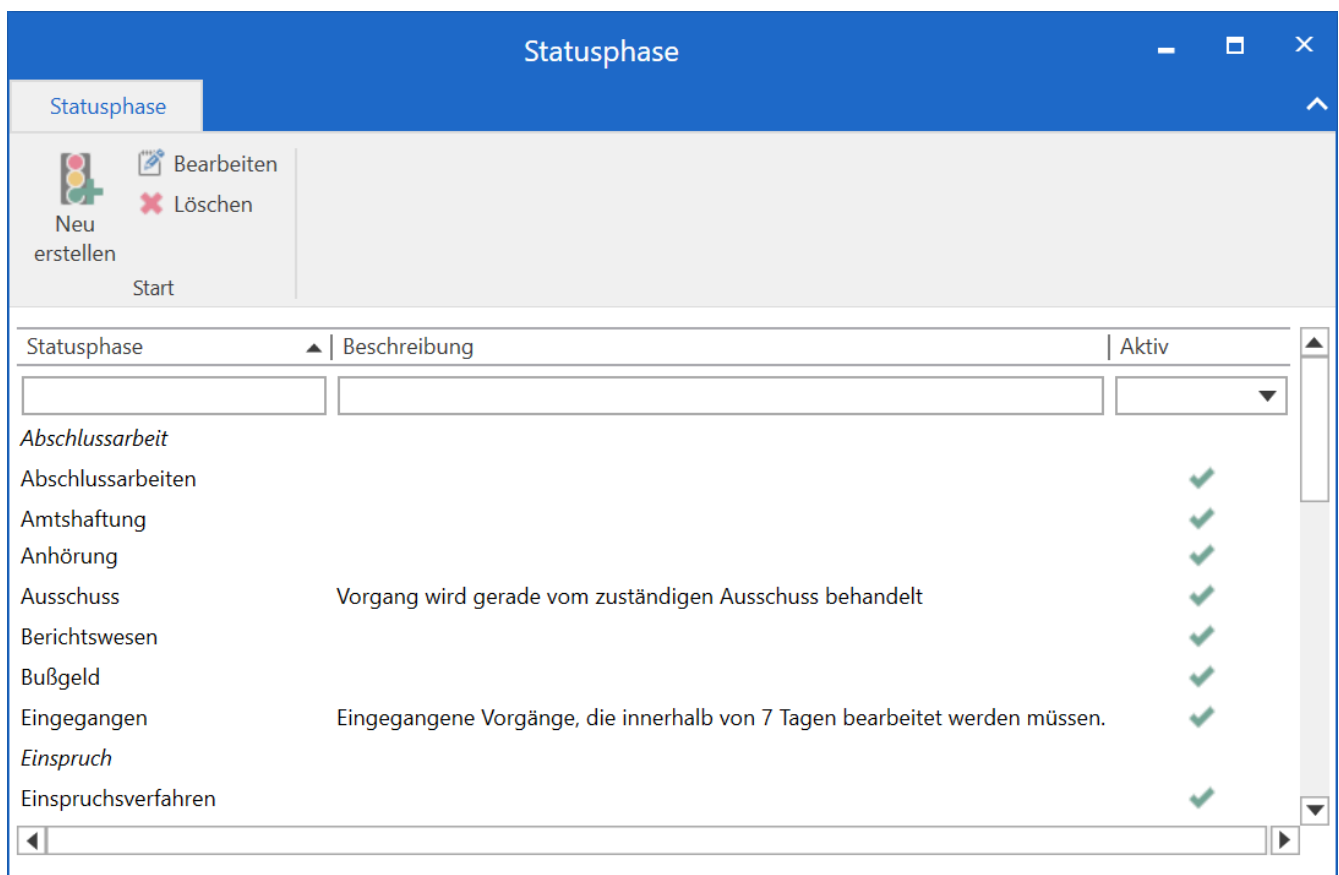 Statusphase
Statusphase
Bearbeiten
Löschen
Neu
erstellen
Start
Statusphase Beschreibung Aktiv
Abschlussarbeit
Abschlussarbeiten
Amtshaftung
Anhörung
Ausschuss Vorgang wird gerade vom zuständigen Ausschuss behandelt
Berichtswesen
Bußgeld
Eingegangen Eingegangene Vorgänge, die innerhalb von 7 Tagen bearbeitet werden müssen.
Einspruch
Einspruchsverfahren